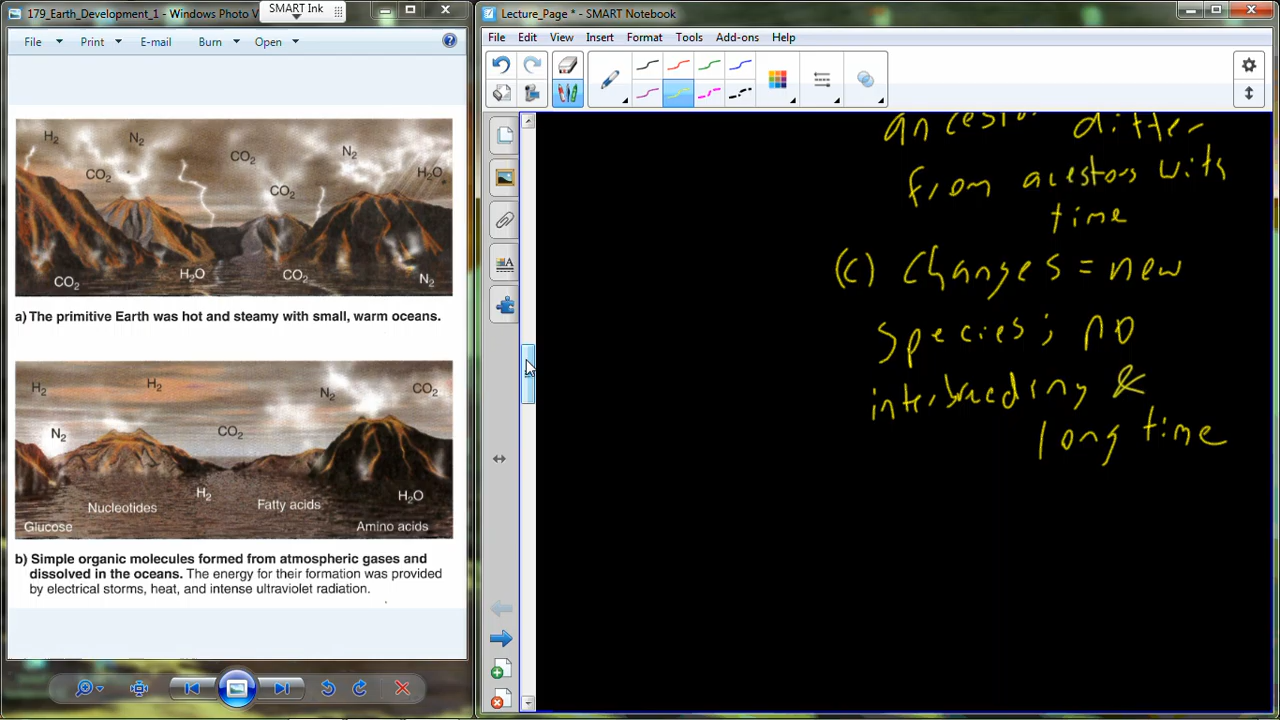 179_Earth_Development_1 - Windows Photo V
SMART Ink
File Print E-mail Burn Open
H2 N2 CO2 N2 H2O
CO2 CO2
CO2 H2O CO2 N2
a) The primitive Earth was hot and steamy with small, warm oceans.
H2 H2 N2 CO2
N2 CO2
Nucleotides H2 Fatty acids H2O
Glucose Amino acids
b) Simple organic molecules formed from atmospheric gases and
dissolved in the oceans. The energy for their formation was provided
by electrical storms, heat, and intense ultraviolet radiation.
Lecture_Page * - SMART Notebook
File Edit View Insert Format Tools Add-ons Help
differ
from acestors with
time
(c) Changes = new
species; no
interbreeding &
long time